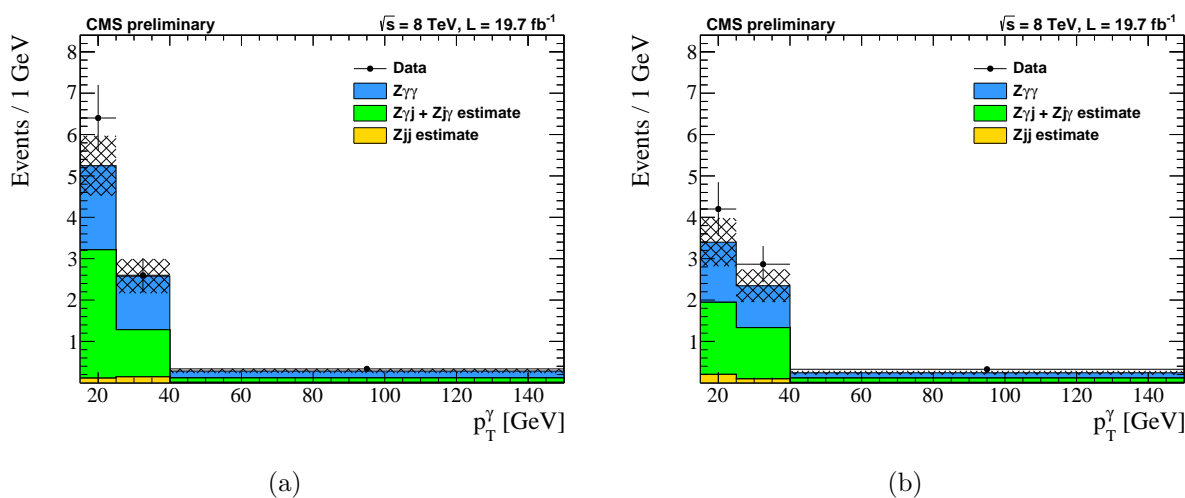 CMS preliminary
√s = 8 TeV, L = 19.7 fb⁻¹
Events / 1 GeV
8
7
6
5
4
3
2
1
Data
Zγγ
Zγj + Zjγ estimate
Zjj estimate
20 40 60 80 100 120 140
p_T^γ [GeV]
(a)
CMS preliminary
√s = 8 TeV, L = 19.7 fb⁻¹
Events / 1 GeV
8
7
6
5
4
3
2
1
Data
Zγγ
Zγj + Zjγ estimate
Zjj estimate
20 40 60 80 100 120 140
p_T^γ [GeV]
(b)